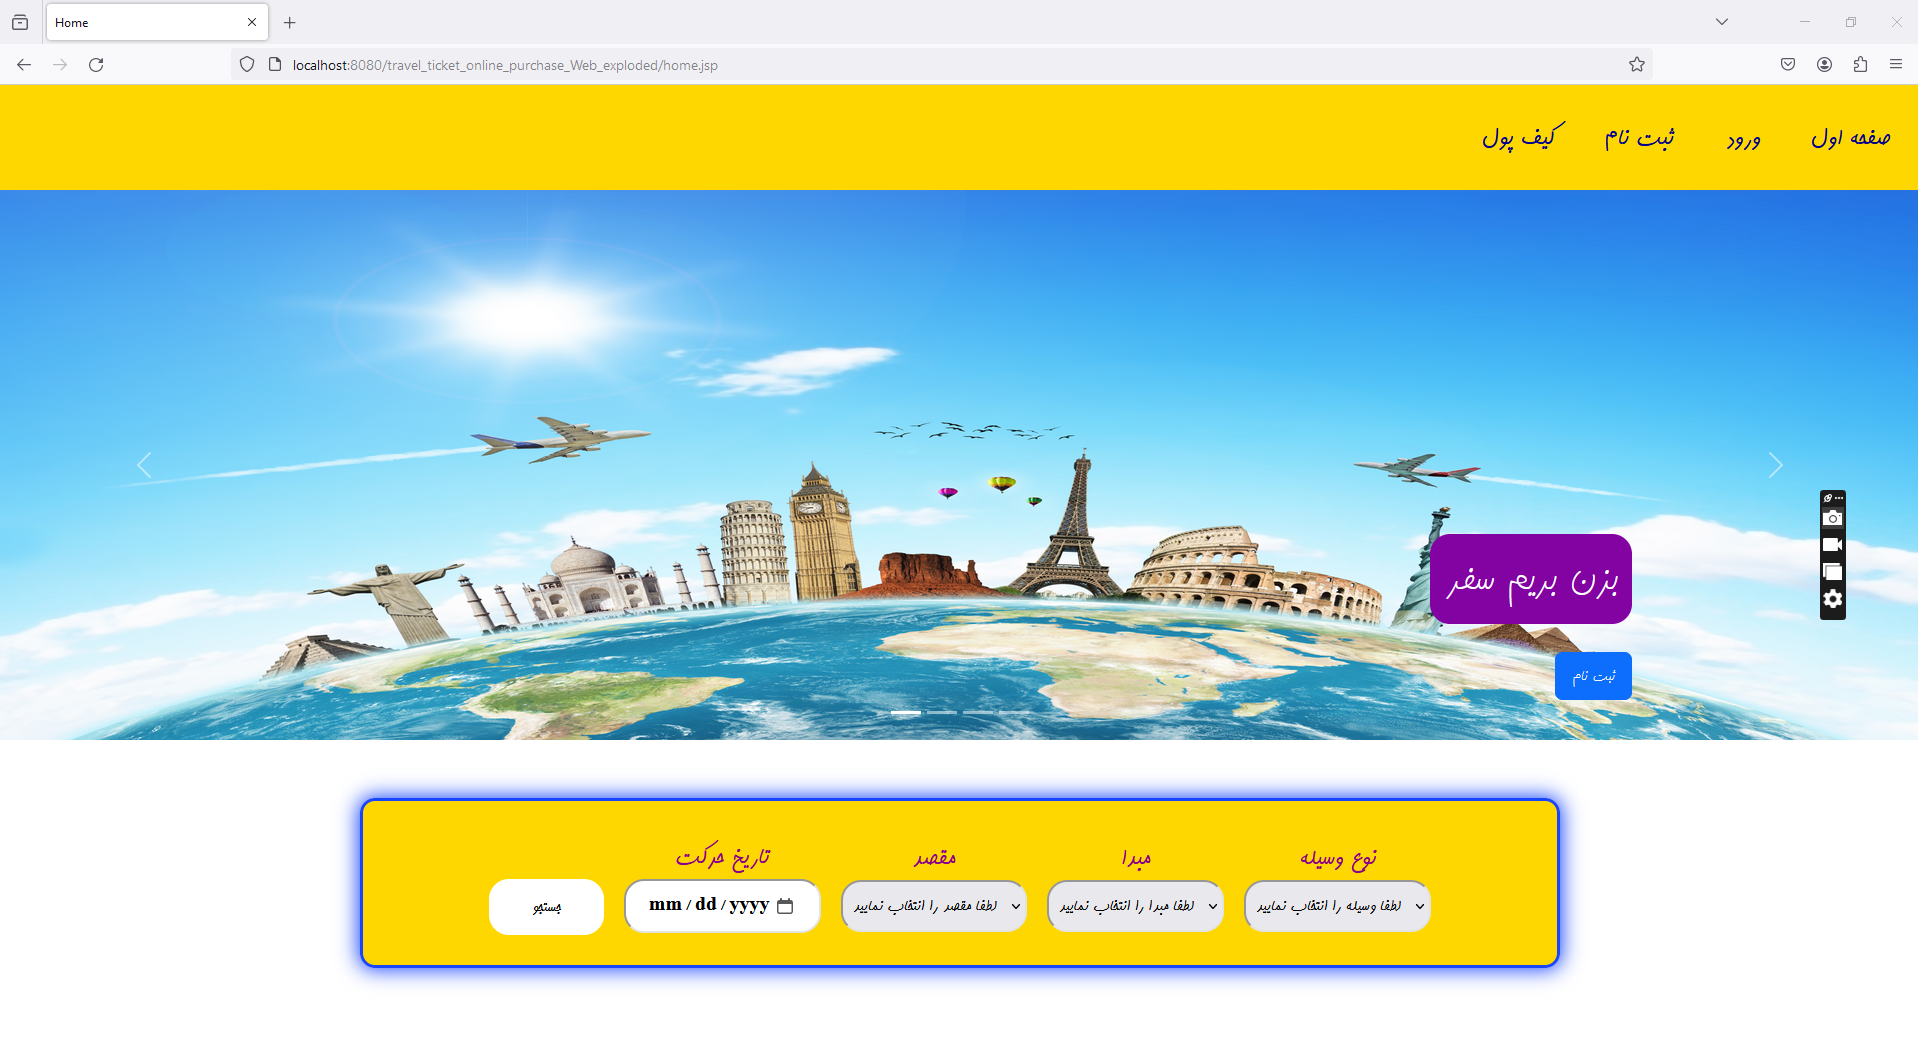 Home
localhost:8080/travel_ticket_online_purchase_Web_exploded/home.jsp
صفحه اول
ورود
ثبت نام
کیف پول
بزن بریم سفر
ثبت نام
نوع وسیله
مبدا
مقصد
تاریخ حرکت
لطفا وسیله را انتخاب نمایید
لطفا مبدا را انتخاب نمایید
لطفا مقصد را انتخاب نمایید
mm / dd / yyyy
جستجو